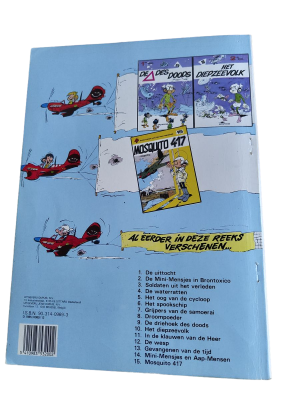 DE DES DOODS
HET
DIEPZEEVOLK
MOSQUITO 417
AL EERDER IN DEZE REEKS
VERSCHENEN...
1. De uittocht
2. De Mini-Mensjes in Brontoxico
3. Soldaten uit het verleden
4. De waterratten
5. Het oog van de cycloop
6. Het spookschip
7. Grijpers van de samoerai
8. Droompoeder
9. De driehoek des doods
10. Het diepzeevolk
11. In de klauwen van de Heer
12. De wesp
13. Gevangenen van de tijd
14. Mini-Mensjes en Aap-Mensen
15. Mosquito 417